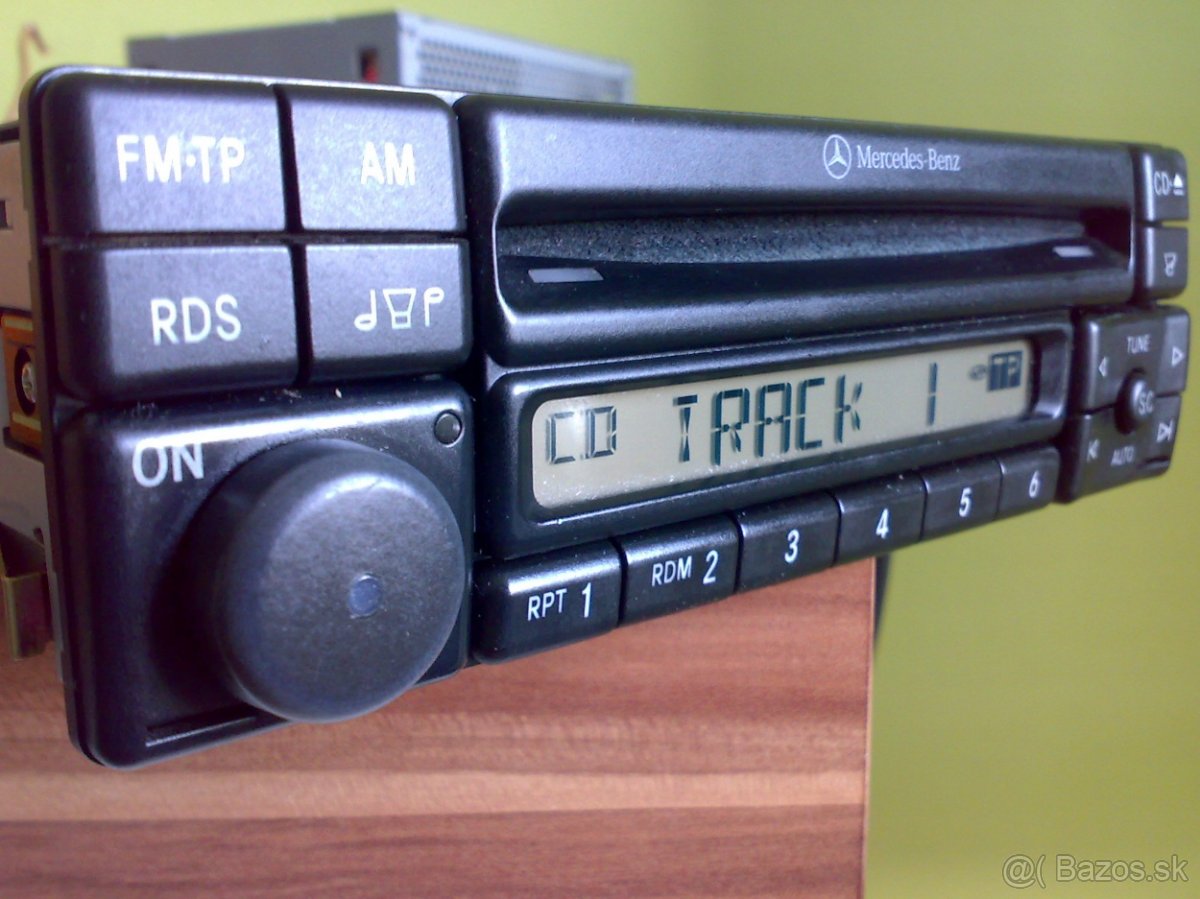 FM·TP
AM
Mercedes-Benz
CD
RDS
ON
CD TRACK 1 TP
TUNE
SC
AUTO
RPT 1
RDM 2
3
4
5
6
@( Bazos.sk